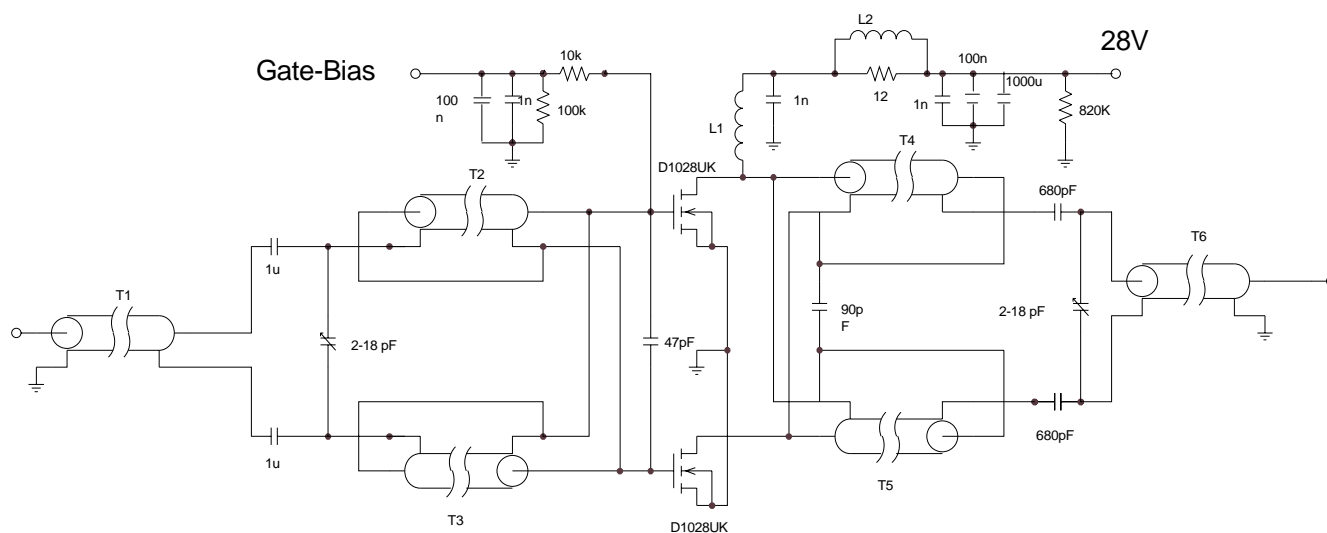 L2
28V
10k
Gate-Bias
100n
1000u
100
n
1n
100k
1n
12
1n
820K
L1
T4
D1028UK
T2
680pF
T6
1u
T1
2-18 pF
47pF
90p
F
2-18 pF
1u
680pF
T5
T3
D1028UK